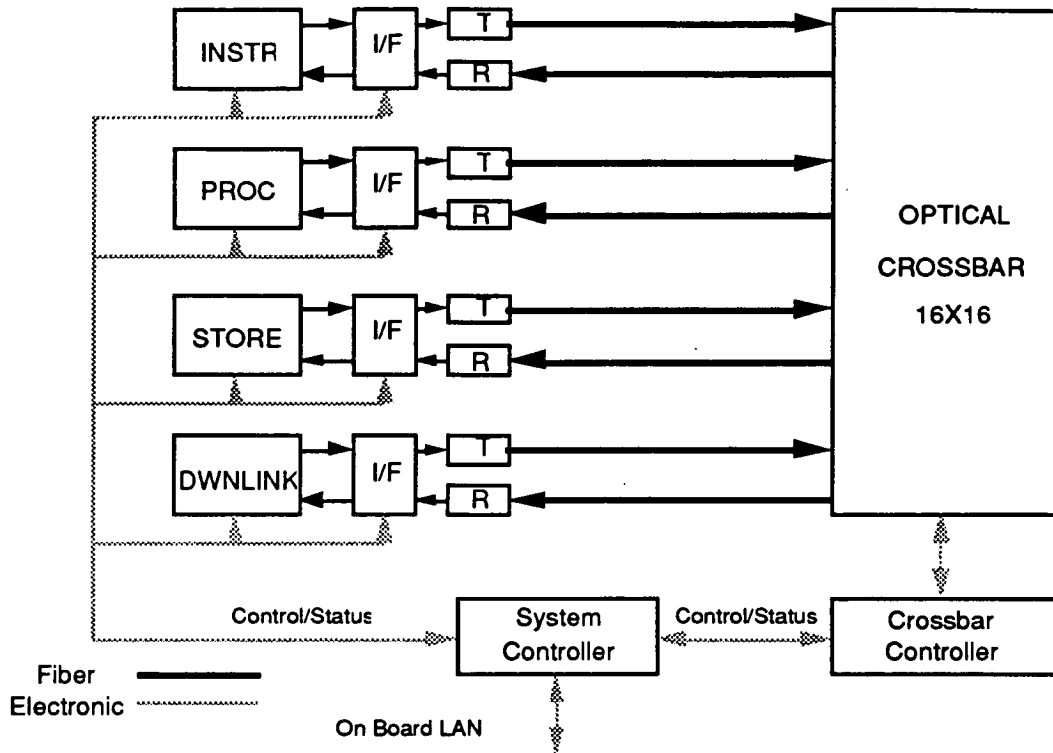 INSTR
I/F
T
R
PROC
I/F
T
R
STORE
I/F
T
R
DWNLINK
I/F
T
R
OPTICAL
CROSSBAR
16X16
Control/Status
System
Controller
Control/Status
Crossbar
Controller
Fiber
Electronic
On Board LAN